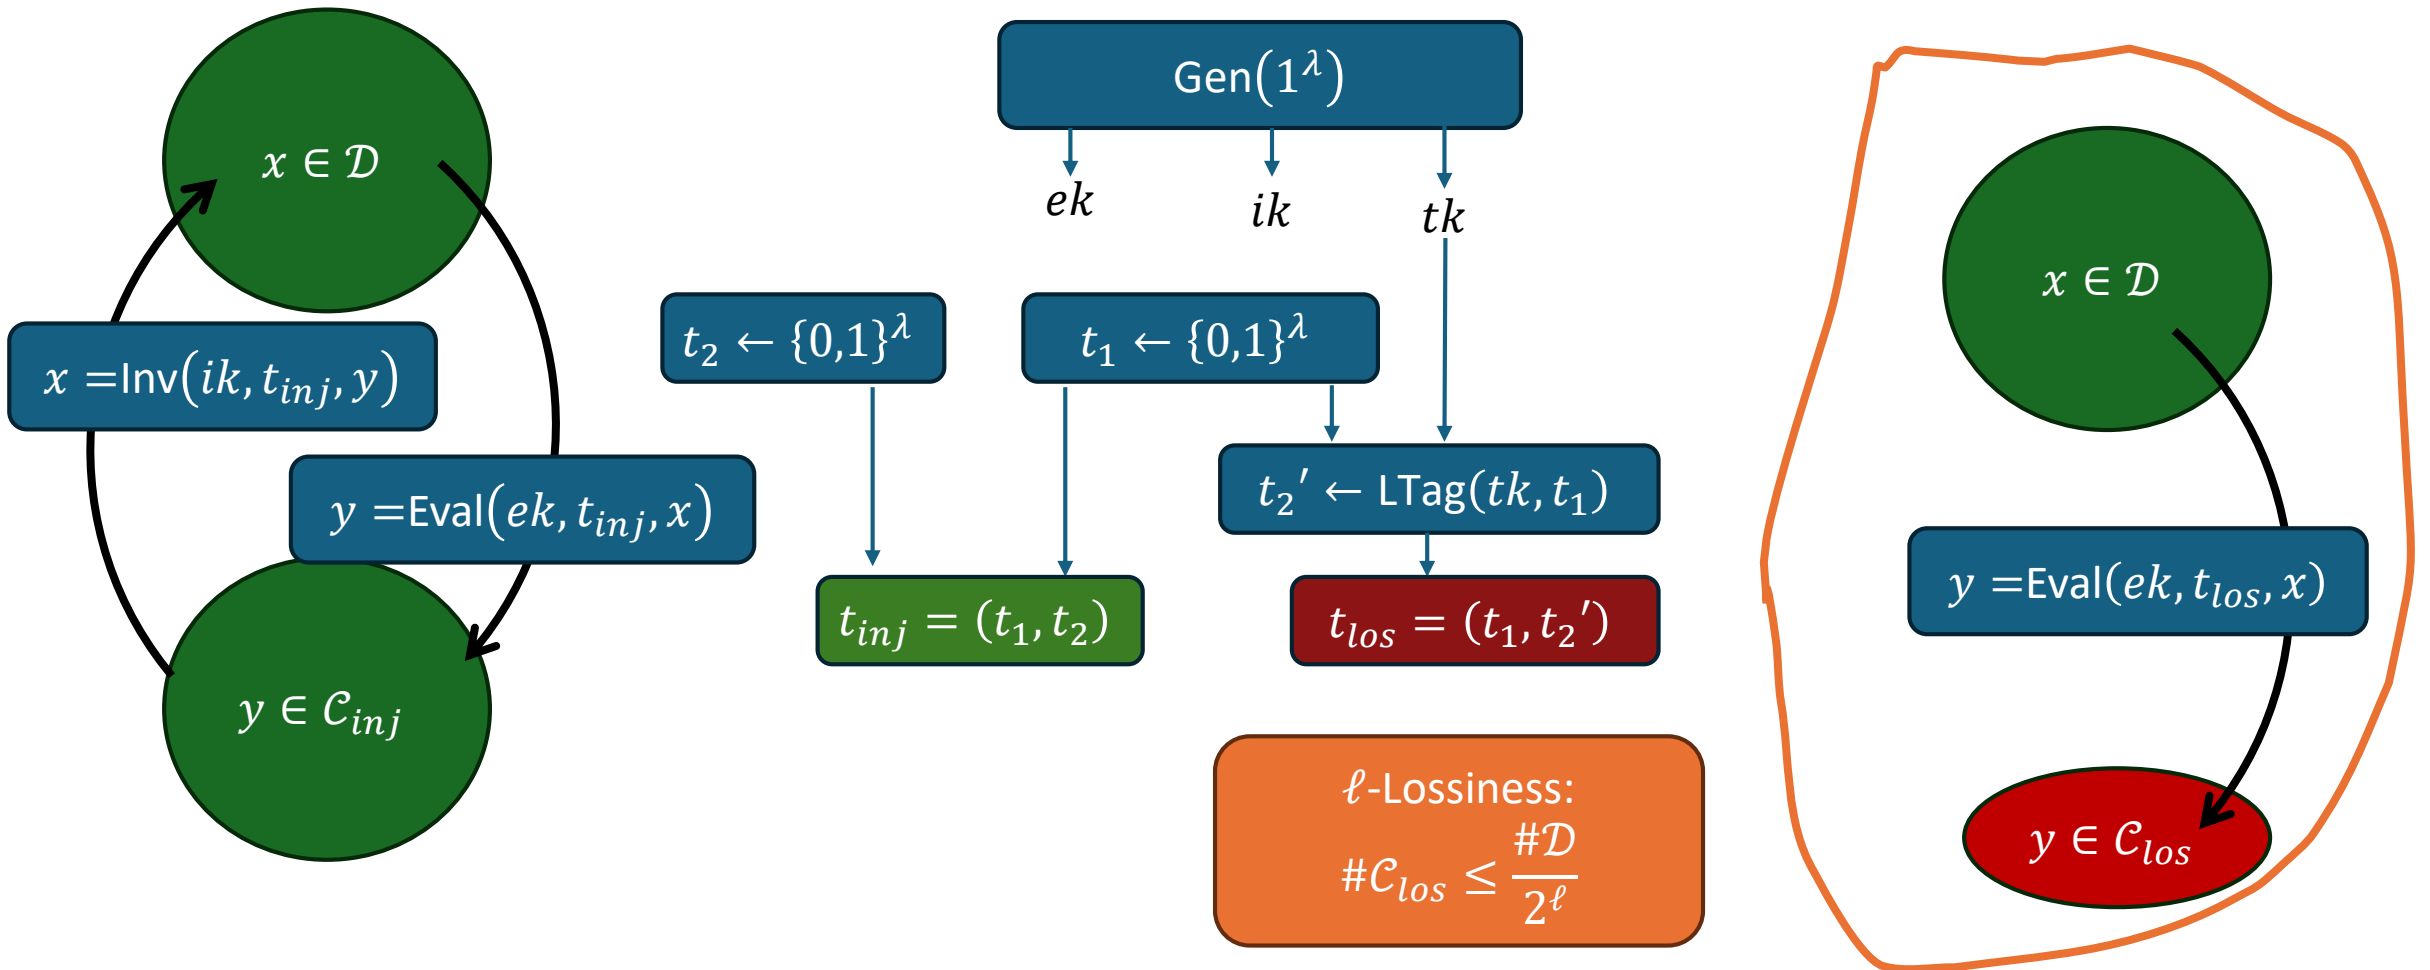 x ∈ 𝒟
x =Inv(ik, t_inj, y)
y =Eval(ek, t_inj, x)
y ∈ 𝒞_inj
Gen(1^λ)
ek
ik
tk
t_2 ← {0,1}^λ
t_1 ← {0,1}^λ
t_2′ ← LTag(tk, t_1)
t_inj = (t_1, t_2)
t_los = (t_1, t_2′)
ℓ-Lossiness:
#𝒞_los ≤ #𝒟/2^ℓ
x ∈ 𝒟
y =Eval(ek, t_los, x)
y ∈ 𝒞_los